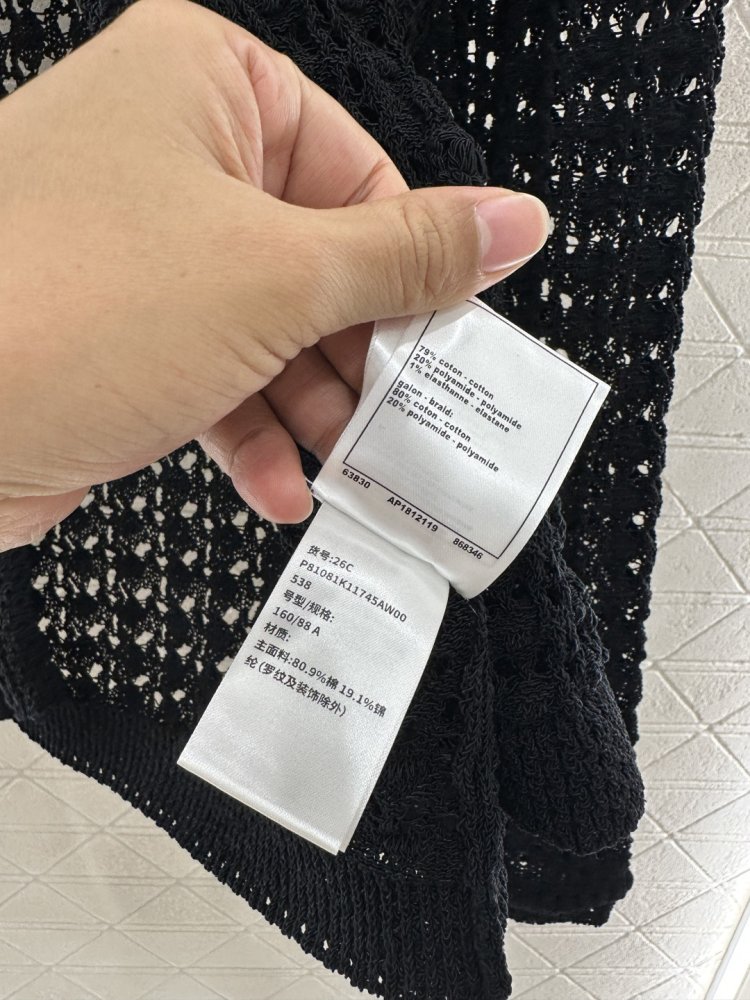 79% coton - cotton
20% polyamide - polyamide
1% elasthanne - elastane
galon - braid:
80% coton - cotton
20% polyamide - polyamide
63830 AP1812119 868346
货号:26C
P81081K11745AW00
538
号型/规格:
160/88 A
材质:
主面料:80.9%棉 19.1%锦
纶(罗纹及装饰除外)